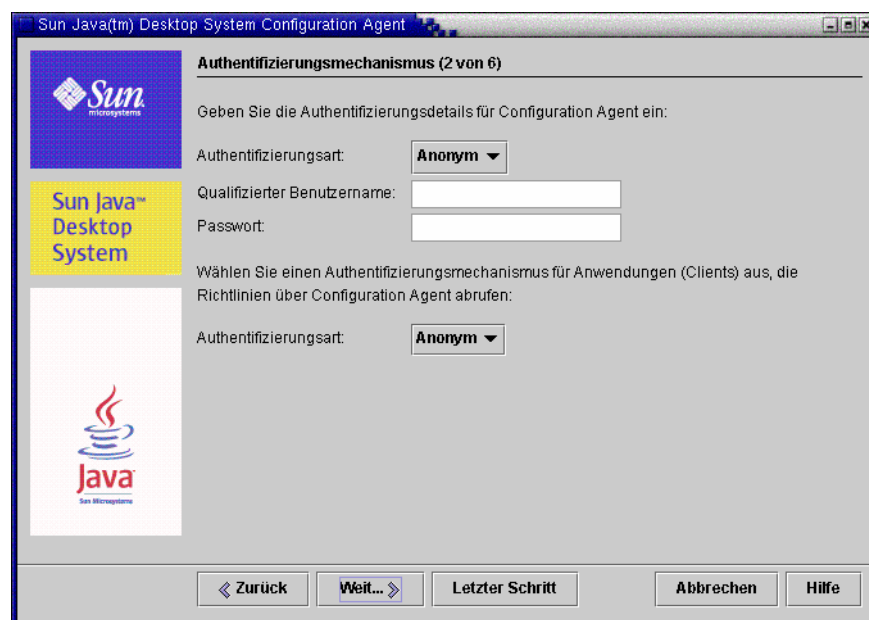 Sun Java(tm) Desktop System Configuration Agent
Sun
microsystems
Sun Java™
Desktop
System
Java
Sun Microsystems
Authentifizierungsmechanismus (2 von 6)
Geben Sie die Authentifizierungsdetails für Configuration Agent ein:
Authentifizierungsart: Anonym
Qualifizierter Benutzername:
Passwort:
Wählen Sie einen Authentifizierungsmechanismus für Anwendungen (Clients) aus, die
Richtlinien über Configuration Agent abrufen:
Authentifizierungsart: Anonym
Zurück Weit... Letzter Schritt Abbrechen Hilfe